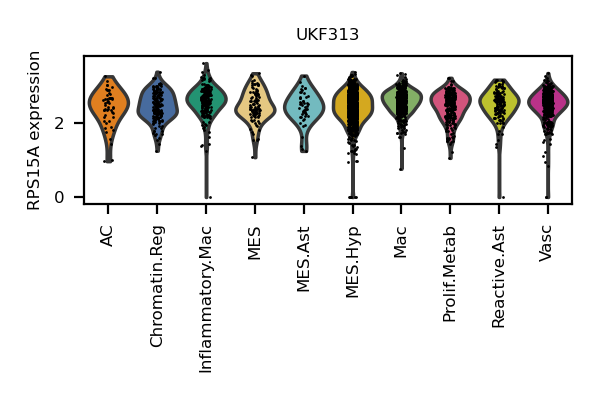 UKF313
RPS15A expression
2
0
AC
Chromatin.Reg
Inflammatory.Mac
MES
MES.Ast
MES.Hyp
Mac
Prolif.Metab
Reactive.Ast
Vasc